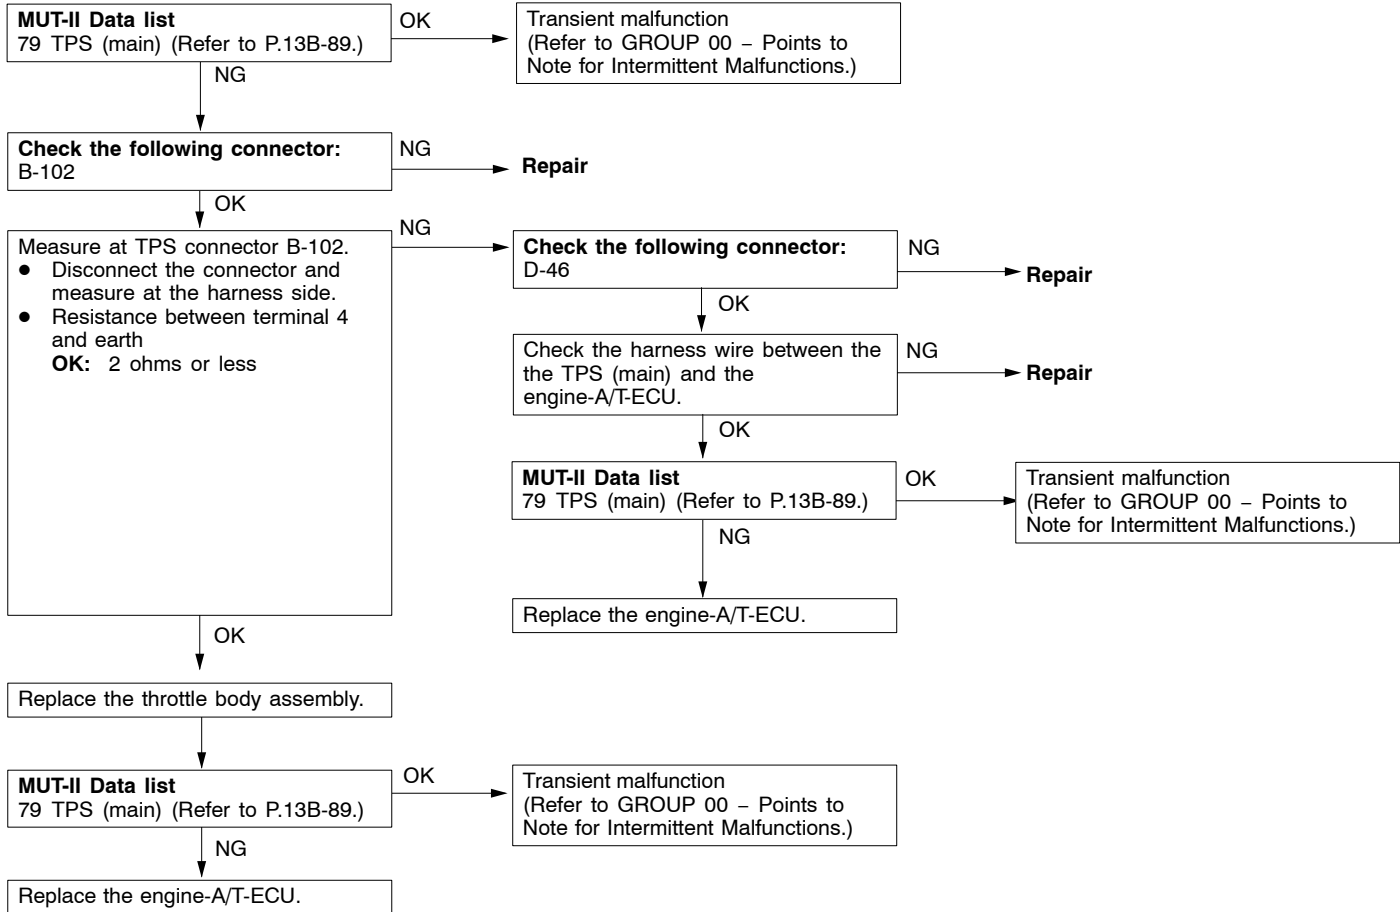 MUT-II Data list
79 TPS (main) (Refer to P.13B-89.)
OK
Transient malfunction
(Refer to GROUP 00 – Points to
Note for Intermittent Malfunctions.)
NG
Check the following connector:
B-102
NG
Repair
OK
Measure at TPS connector B-102.
● Disconnect the connector and
measure at the harness side.
● Resistance between terminal 4
and earth
OK: 2 ohms or less
NG
Check the following connector:
D-46
NG
Repair
OK
Check the harness wire between the
the TPS (main) and the
engine-A/T-ECU.
NG
Repair
OK
MUT-II Data list
79 TPS (main) (Refer to P.13B-89.)
OK
Transient malfunction
(Refer to GROUP 00 – Points to
Note for Intermittent Malfunctions.)
NG
Replace the engine-A/T-ECU.
OK
Replace the throttle body assembly.
MUT-II Data list
79 TPS (main) (Refer to P.13B-89.)
OK
Transient malfunction
(Refer to GROUP 00 – Points to
Note for Intermittent Malfunctions.)
NG
Replace the engine-A/T-ECU.